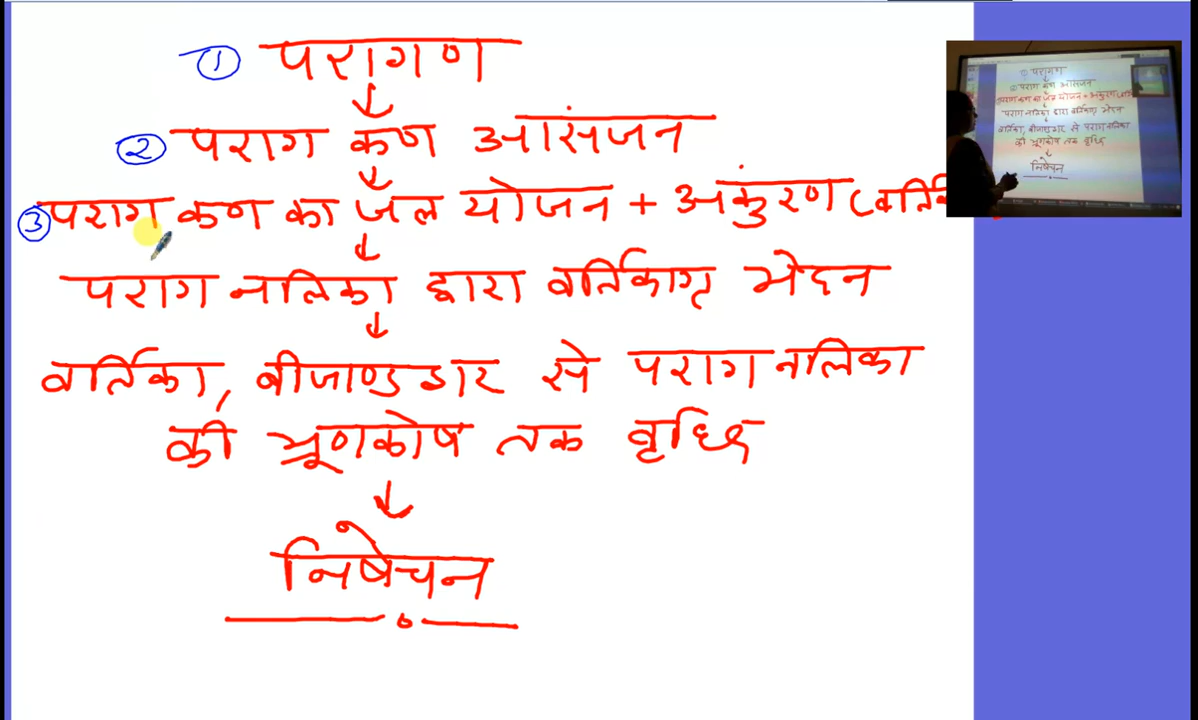 ① परागण
② पराग कण आसंजन
③ पराग कण का जल योजन + अंकुरण
पराग नलिका द्वारा वर्तिकाग्र भेदन
वर्तिका, बीजाण्डद्वार से पराग नलिका
की भ्रूणकोष तक वृध्दि
निषेचन